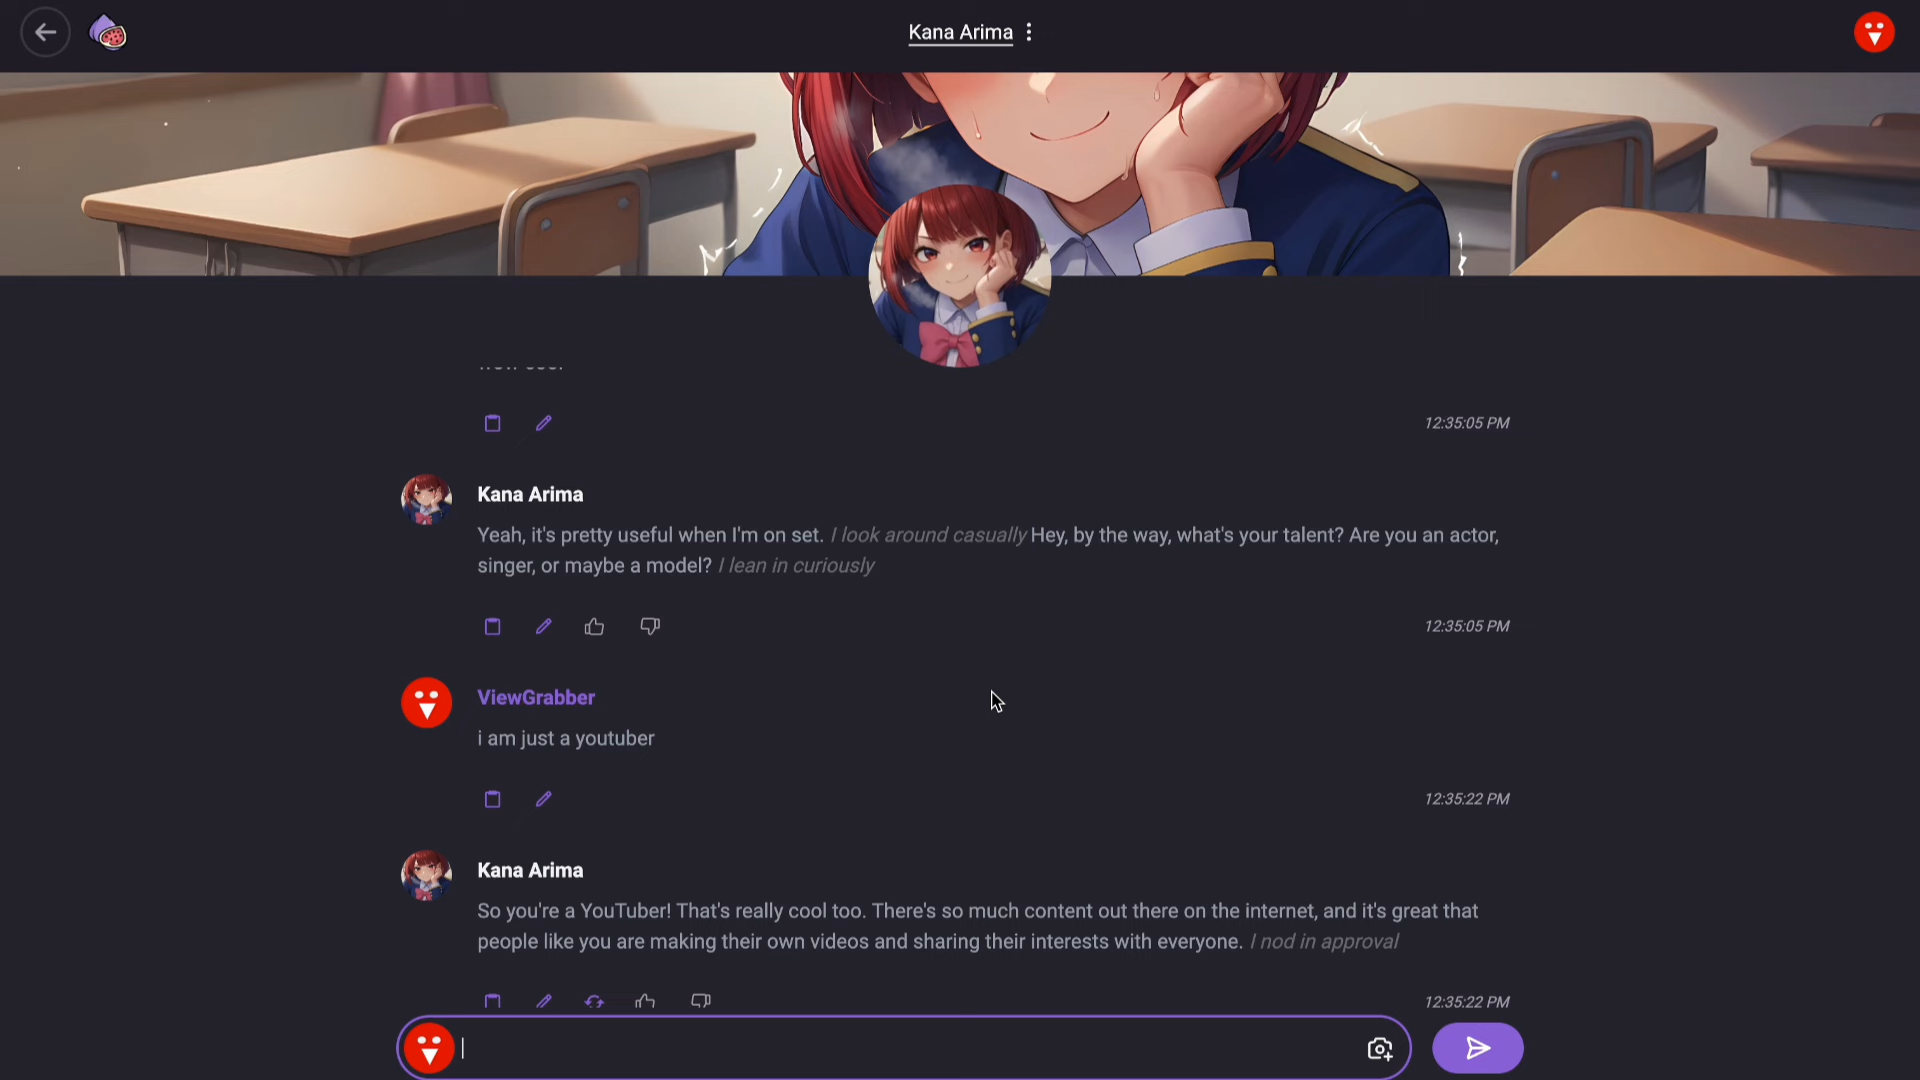 Kana Arima
12:35:05 PM
Kana Arima
Yeah, it's pretty useful when I'm on set. I look around casually Hey, by the way, what's your talent? Are you an actor,
singer, or maybe a model? I lean in curiously
12:35:05 PM
ViewGrabber
i am just a youtuber
12:35:22 PM
Kana Arima
So you're a YouTuber! That's really cool too. There's so much content out there on the internet, and it's great that
people like you are making their own videos and sharing their interests with everyone. I nod in approval
12:35:22 PM